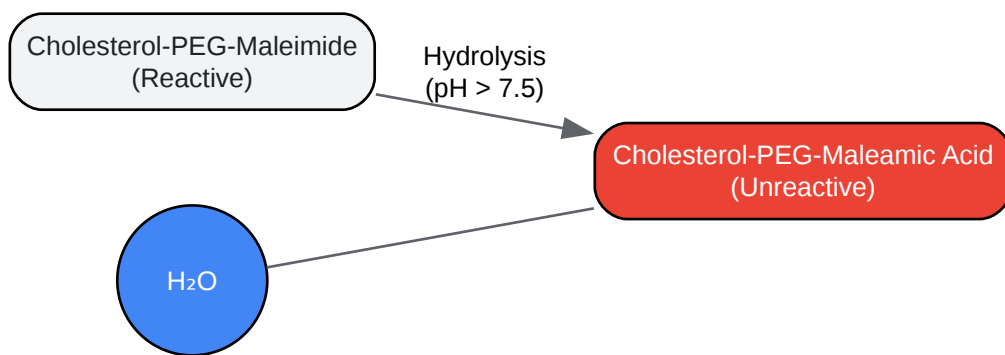 Cholesterol-PEG-Maleimide
(Reactive)
Hydrolysis
(pH > 7.5)
Cholesterol-PEG-Maleamic Acid
(Unreactive)
H₂O